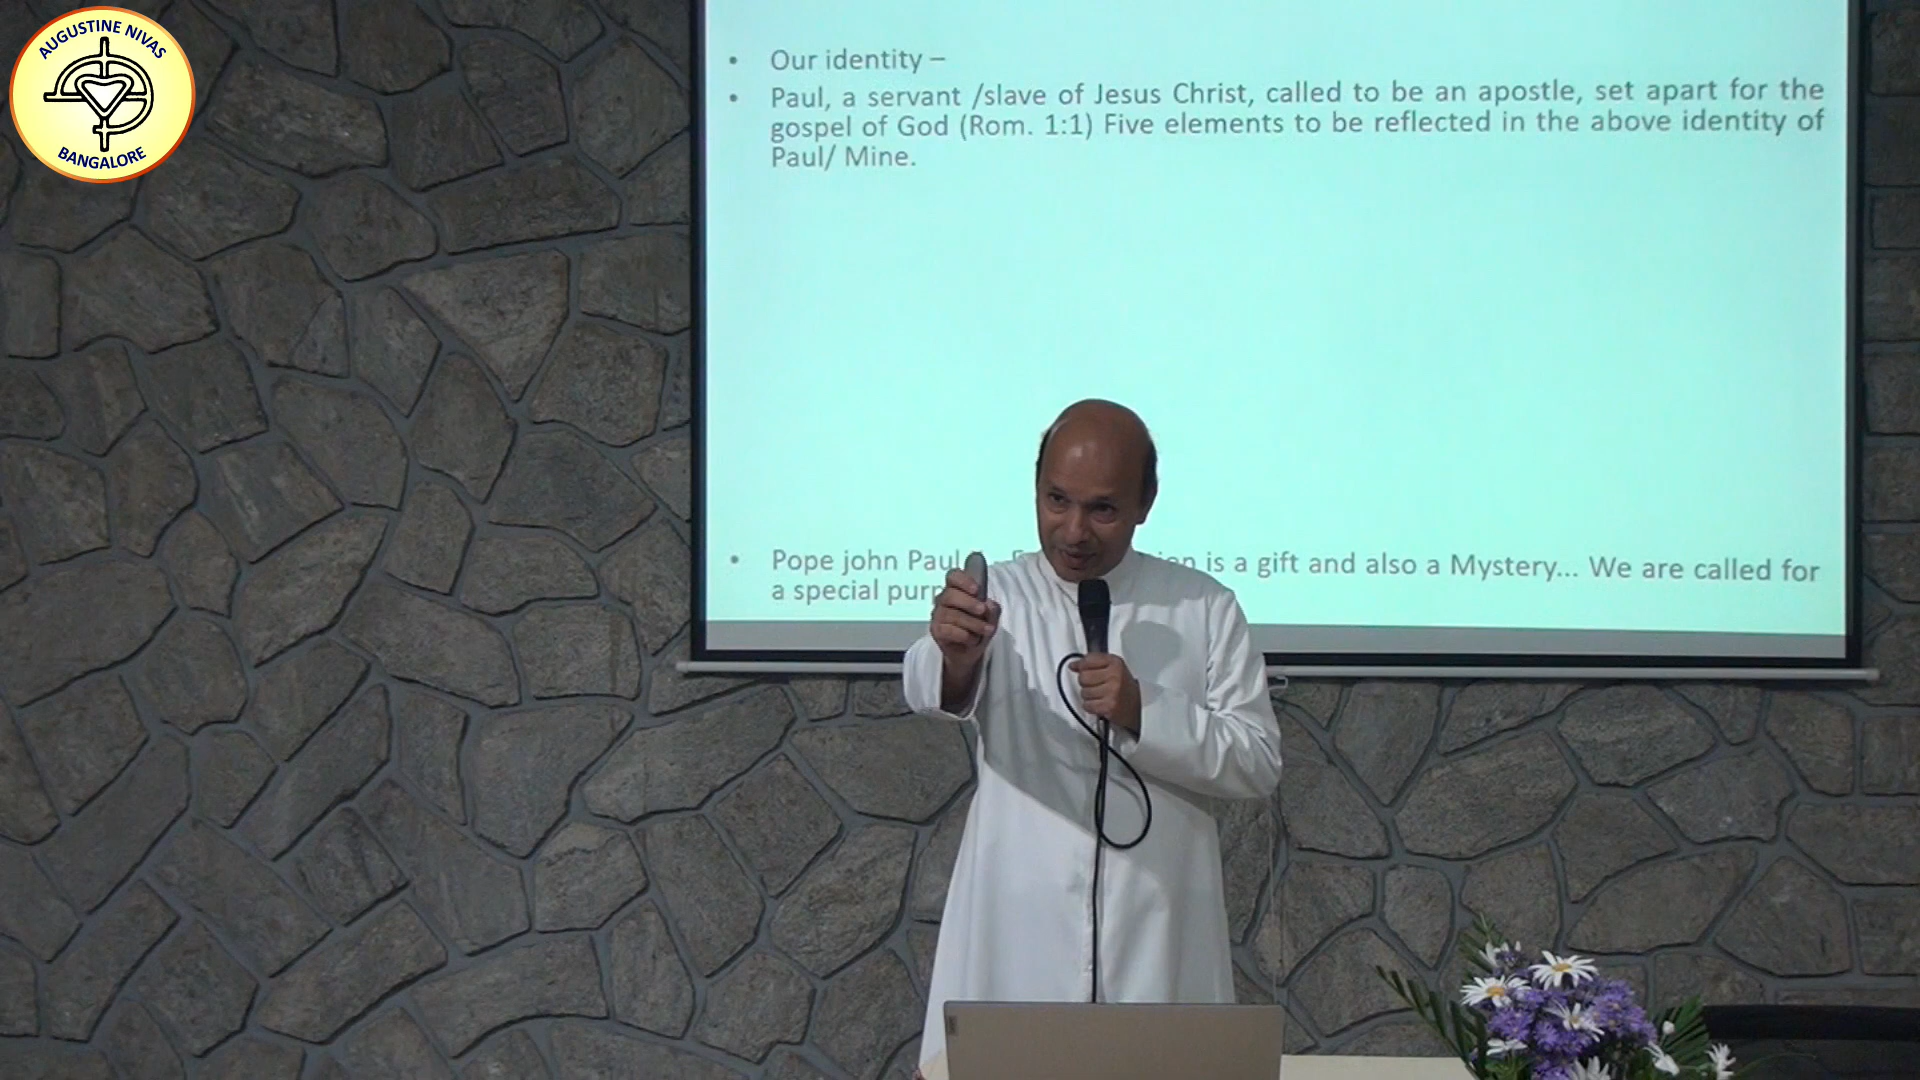 AUGUSTINE NIVAS
BANGALORE
• Our identity –
• Paul, a servant /slave of Jesus Christ, called to be an apostle, set apart for the
gospel of God (Rom. 1:1) Five elements to be reflected in the above identity of
Paul/ Mine.
• Pope john Paul is a gift and also a Mystery... We are called for
a special